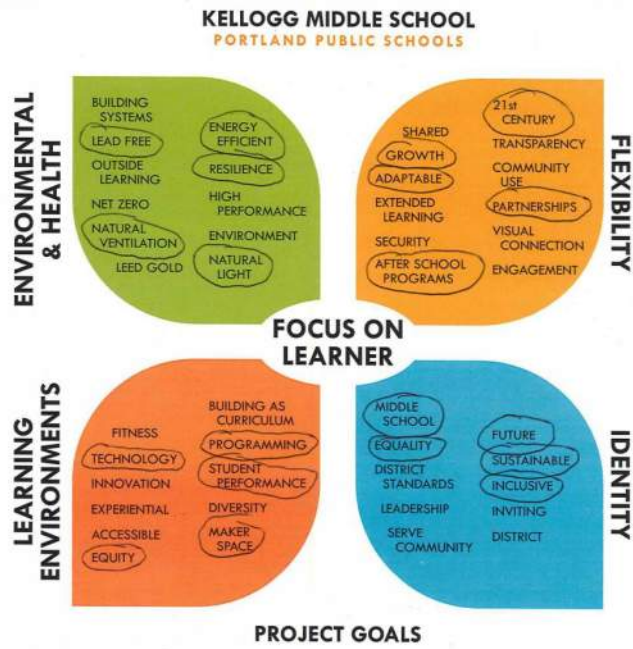 KELLOGG MIDDLE SCHOOL
PORTLAND PUBLIC SCHOOLS
ENVIRONMENTAL
& HEALTH
BUILDING
SYSTEMS
LEAD FREE
OUTSIDE
LEARNING
NET ZERO
NATURAL
VENTILATION
LEED GOLD
ENERGY
EFFICIENT
RESILIENCE
HIGH
PERFORMANCE
ENVIRONMENT
NATURAL
LIGHT
FLEXIBILITY
SHARED
GROWTH
ADAPTABLE
EXTENDED
LEARNING
SECURITY
AFTER SCHOOL
PROGRAMS
21st
CENTURY
TRANSPARENCY
COMMUNITY
USE
PARTNERSHIPS
VISUAL
CONNECTION
ENGAGEMENT
FOCUS ON
LEARNER
LEARNING
ENVIRONMENTS
FITNESS
TECHNOLOGY
INNOVATION
EXPERIENTIAL
ACCESSIBLE
EQUITY
BUILDING AS
CURRICULUM
PROGRAMMING
STUDENT
PERFORMANCE
DIVERSITY
MAKER
SPACE
IDENTITY
MIDDLE
SCHOOL
EQUALITY
DISTRICT
STANDARDS
LEADERSHIP
SERVE
COMMUNITY
FUTURE
SUSTAINABLE
INCLUSIVE
INVITING
DISTRICT
PROJECT GOALS